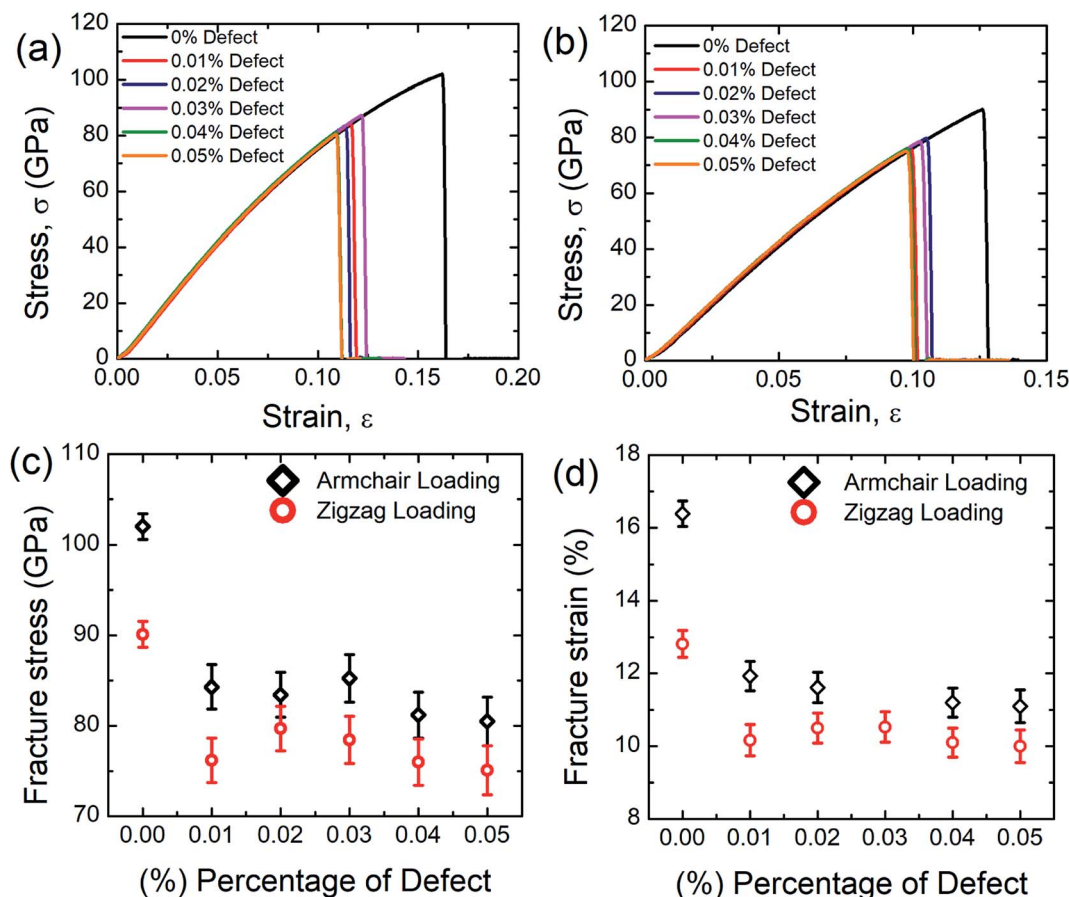 (a)
120
100
80
60
40
20
0
0% Defect
0.01% Defect
0.02% Defect
0.03% Defect
0.04% Defect
0.05% Defect
0.00 0.05 0.10 0.15 0.20
Stress, σ (GPa)
Strain, ε
(b)
120
100
80
60
40
20
0
0% Defect
0.01% Defect
0.02% Defect
0.03% Defect
0.04% Defect
0.05% Defect
0.00 0.05 0.10 0.15
Stress, σ (GPa)
Strain, ε
(c)
110
100
90
80
70
Armchair Loading
Zigzag Loading
0.00 0.01 0.02 0.03 0.04 0.05
Fracture stress (GPa)
(%) Percentage of Defect
(d)
18
16
14
12
10
8
Armchair Loading
Zigzag Loading
0.00 0.01 0.02 0.03 0.04 0.05
Fracture strain (%)
(%) Percentage of Defect